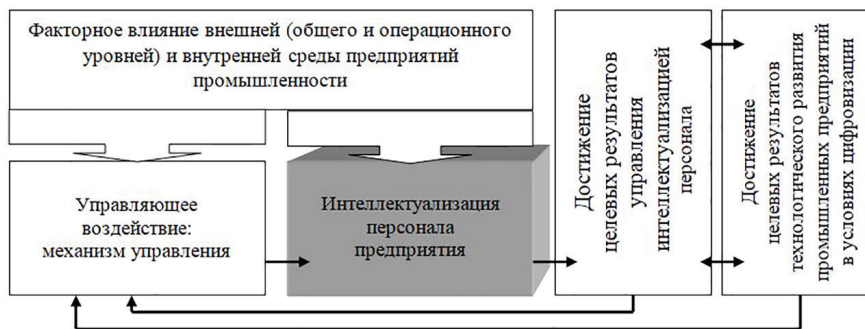 Факторное влияние внешней (общего и операционного
уровней) и внутренней среды предприятий
промышленности
Управляющее
воздействие:
механизм управления
Интеллектуализация
персонала
предприятия
Достижение
целевых результатов
управления
интеллектуализацией
персонала
Достижение
целевых результатов
технологического развития
промышленных предприятий
в условиях цифровизации